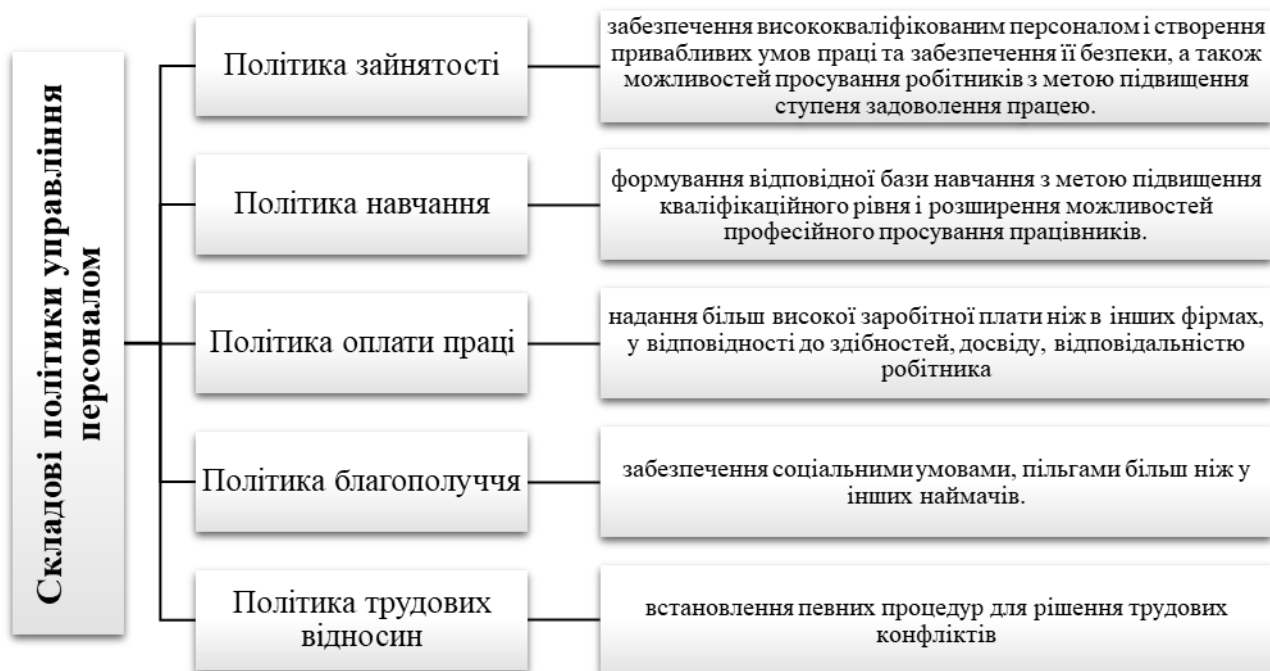 Складові політики управління
персоналом
Політика зайнятості
забезпечення висококваліфікованим персоналом і створення
привабливих умов праці та забезпечення її безпеки, а також
можливостей просування робітників з метою підвищення
ступеня задоволення працею.
Політика навчання
формування відповідної бази навчання з метою підвищення
кваліфікаційного рівня і розширення можливостей
професійного просування працівників.
Політика оплати праці
надання більш високої заробітної плати ніж в інших фірмах,
у відповідності до здібностей, досвіду, відповідальністю
робітника
Політика благополуччя
забезпечення соціальними умовами, пільгами більш ніж у
інших наймачів.
Політика трудових
відносин
встановлення певних процедур для рішення трудових
конфліктів